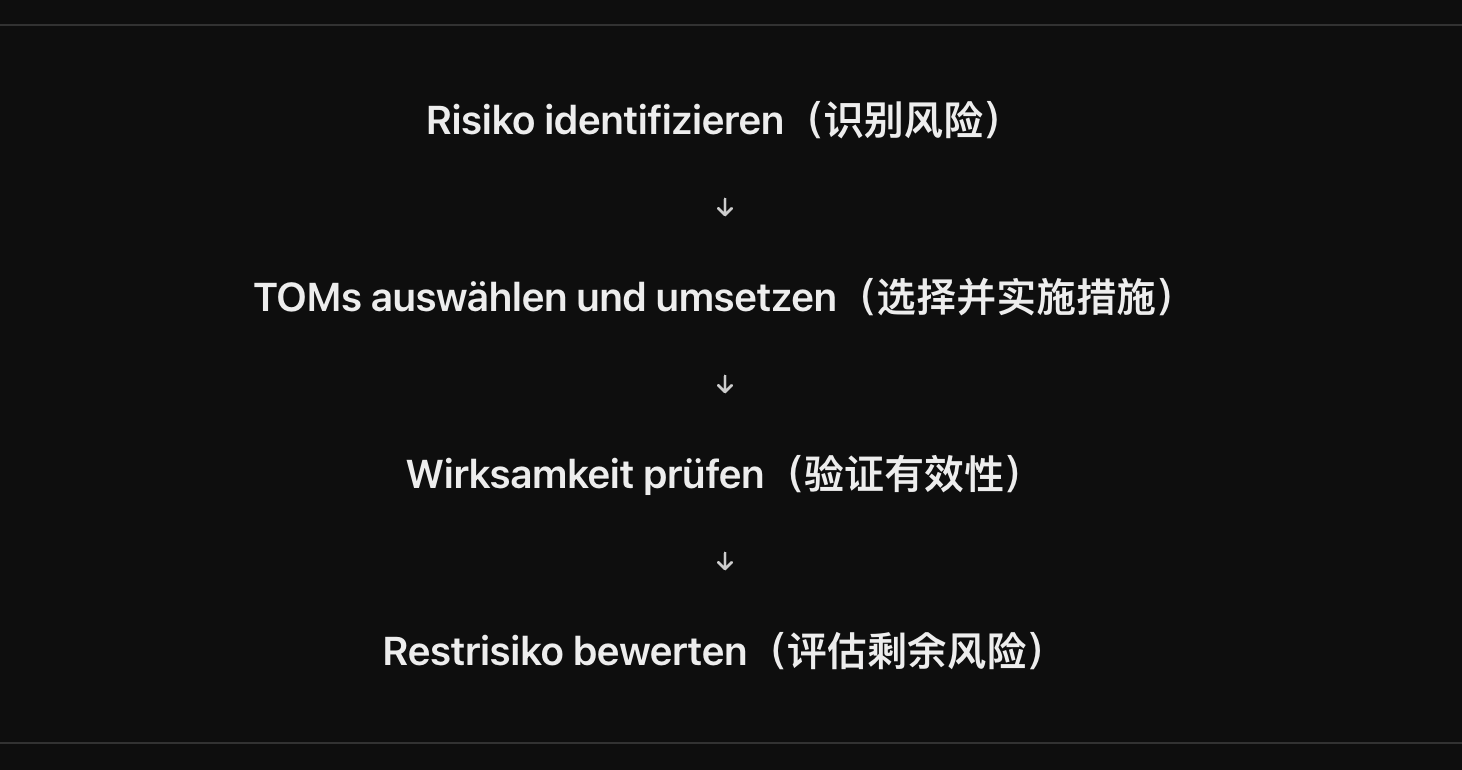 Risiko identifizieren（识别风险）
↓
TOMs auswählen und umsetzen（选择并实施措施）
↓
Wirksamkeit prüfen（验证有效性）
↓
Restrisiko bewerten（评估剩余风险）